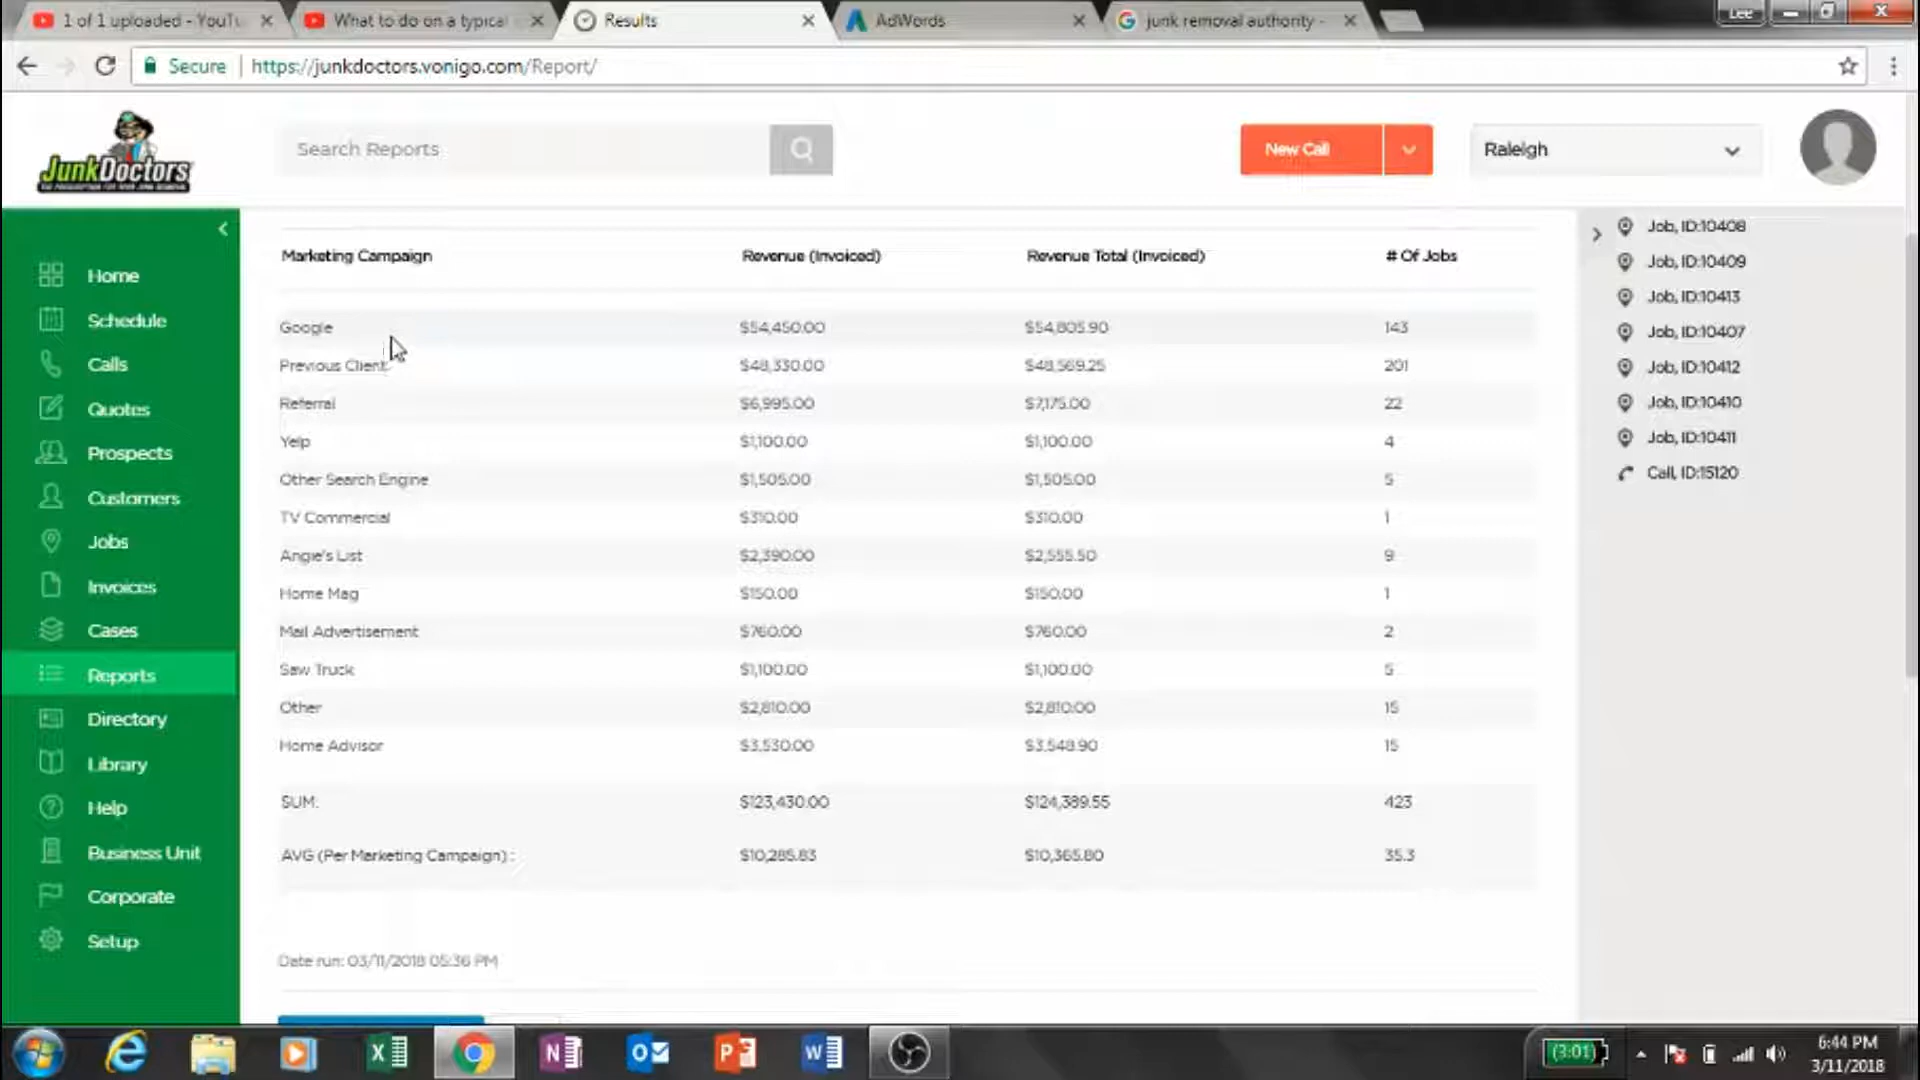 1 of 1 uploaded - YouTu
What to do on a typical
Results
AdWords
junk removal authority -
Lee
Secure
https://junkdoctors.vonigo.com/Report/
JunkDoctors
Search Reports
New Call
Raleigh
Home
Schedule
Calls
Quotes
Prospects
Customers
Jobs
Invoices
Cases
Reports
Directory
Library
Help
Business Unit
Corporate
Setup
Marketing Campaign Revenue (Invoiced) Revenue Total (Invoiced) # Of Jobs
Google $54,450.00 $54,805.90 143
Previous Client $48,330.00 $48,569.25 201
Referral $6,995.00 $7,175.00 22
Yelp $1,100.00 $1,100.00 4
Other Search Engine $1,505.00 $1,505.00 5
TV Commercial $310.00 $310.00 1
Angie's List $2,390.00 $2,555.50 9
Home Mag $150.00 $150.00 1
Mail Advertisement $760.00 $760.00 2
Saw Truck $1,100.00 $1,100.00 5
Other $2,810.00 $2,810.00 15
Home Advisor $3,530.00 $3,548.90 15
SUM: $123,430.00 $124,389.55 423
AVG (Per Marketing Campaign) : $10,285.83 $10,365.80 35.3
Date run: 03/11/2018 05:36 PM
Job, ID:10408
Job, ID:10409
Job, ID:10413
Job, ID:10407
Job, ID:10412
Job, ID:10410
Job, ID:10411
Call, ID:15120
(3:01)
6:44 PM
3/11/2018